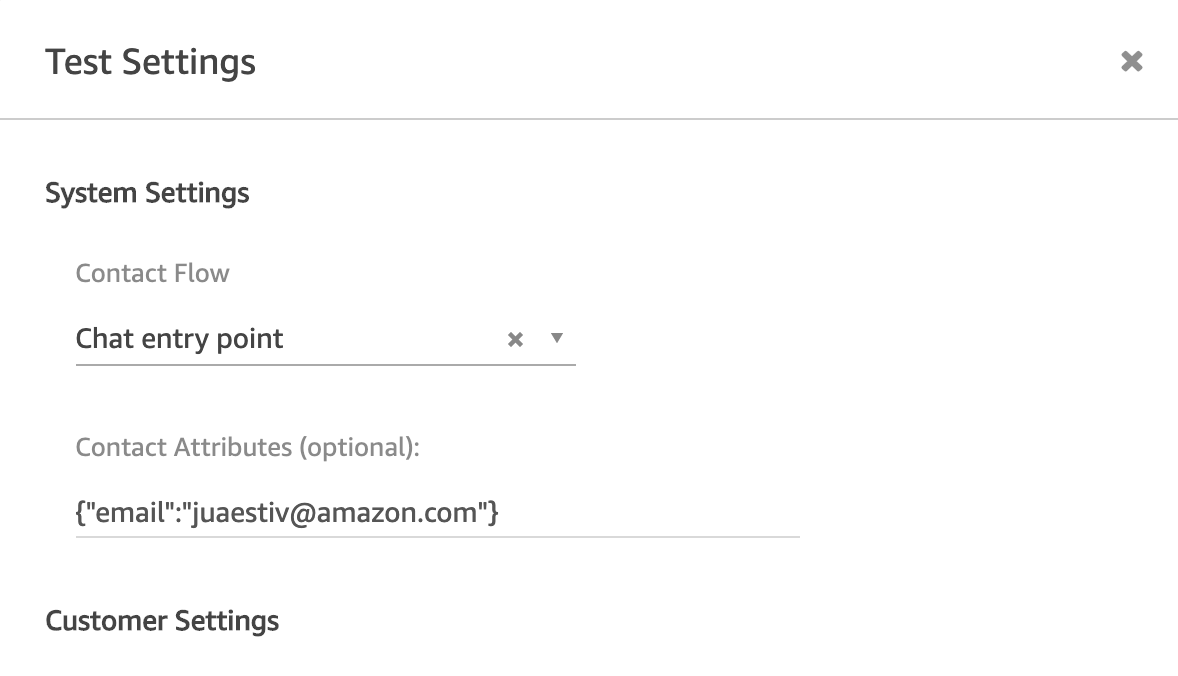 Test Settings
System Settings
Contact Flow
Chat entry point
Contact Attributes (optional):
{"email":"juaestiv@amazon.com"}
Customer Settings